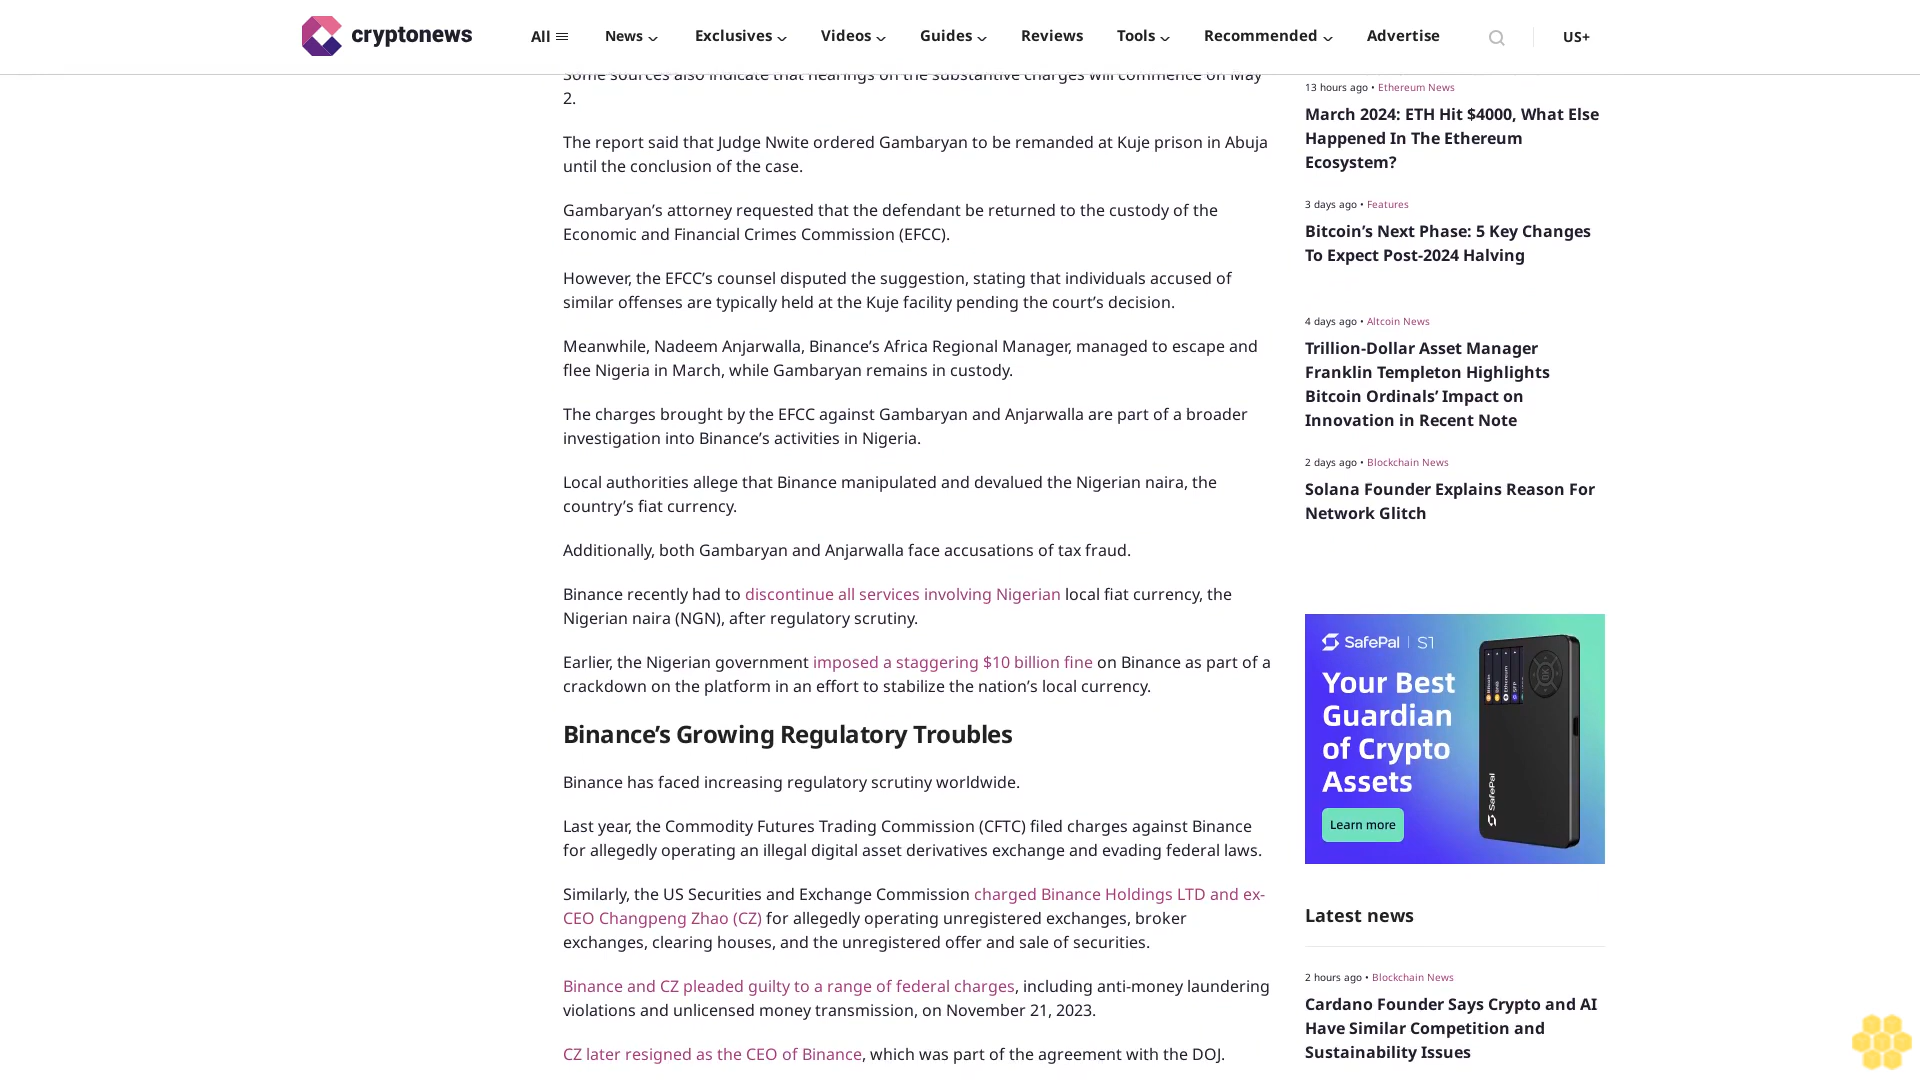 cryptonews
All
News
Exclusives
Videos
Guides
Reviews
Tools
Recommended
Advertise
US+
Some sources also indicate that hearings on the substantive charges will commence on May
2.
The report said that Judge Nwite ordered Gambaryan to be remanded at Kuje prison in Abuja
until the conclusion of the case.
Gambaryan’s attorney requested that the defendant be returned to the custody of the
Economic and Financial Crimes Commission (EFCC).
However, the EFCC’s counsel disputed the suggestion, stating that individuals accused of
similar offenses are typically held at the Kuje facility pending the court’s decision.
Meanwhile, Nadeem Anjarwalla, Binance’s Africa Regional Manager, managed to escape and
flee Nigeria in March, while Gambaryan remains in custody.
The charges brought by the EFCC against Gambaryan and Anjarwalla are part of a broader
investigation into Binance’s activities in Nigeria.
Local authorities allege that Binance manipulated and devalued the Nigerian naira, the
country’s fiat currency.
Additionally, both Gambaryan and Anjarwalla face accusations of tax fraud.
Binance recently had to discontinue all services involving Nigerian local fiat currency, the
Nigerian naira (NGN), after regulatory scrutiny.
Earlier, the Nigerian government imposed a staggering $10 billion fine on Binance as part of a
crackdown on the platform in an effort to stabilize the nation’s local currency.
Binance’s Growing Regulatory Troubles
Binance has faced increasing regulatory scrutiny worldwide.
Last year, the Commodity Futures Trading Commission (CFTC) filed charges against Binance
for allegedly operating an illegal digital asset derivatives exchange and evading federal laws.
Similarly, the US Securities and Exchange Commission charged Binance Holdings LTD and ex-
CEO Changpeng Zhao (CZ) for allegedly operating unregistered exchanges, broker
exchanges, clearing houses, and the unregistered offer and sale of securities.
Binance and CZ pleaded guilty to a range of federal charges, including anti-money laundering
violations and unlicensed money transmission, on November 21, 2023.
CZ later resigned as the CEO of Binance, which was part of the agreement with the DOJ.
13 hours ago • Ethereum News
March 2024: ETH Hit $4000, What Else
Happened In The Ethereum
Ecosystem?
3 days ago • Features
Bitcoin’s Next Phase: 5 Key Changes
To Expect Post-2024 Halving
4 days ago • Altcoin News
Trillion-Dollar Asset Manager
Franklin Templeton Highlights
Bitcoin Ordinals’ Impact on
Innovation in Recent Note
2 days ago • Blockchain News
Solana Founder Explains Reason For
Network Glitch
SafePal | S1
Your Best
Guardian
of Crypto
Assets
Learn more
SafePal
Latest news
2 hours ago • Blockchain News
Cardano Founder Says Crypto and AI
Have Similar Competition and
Sustainability Issues